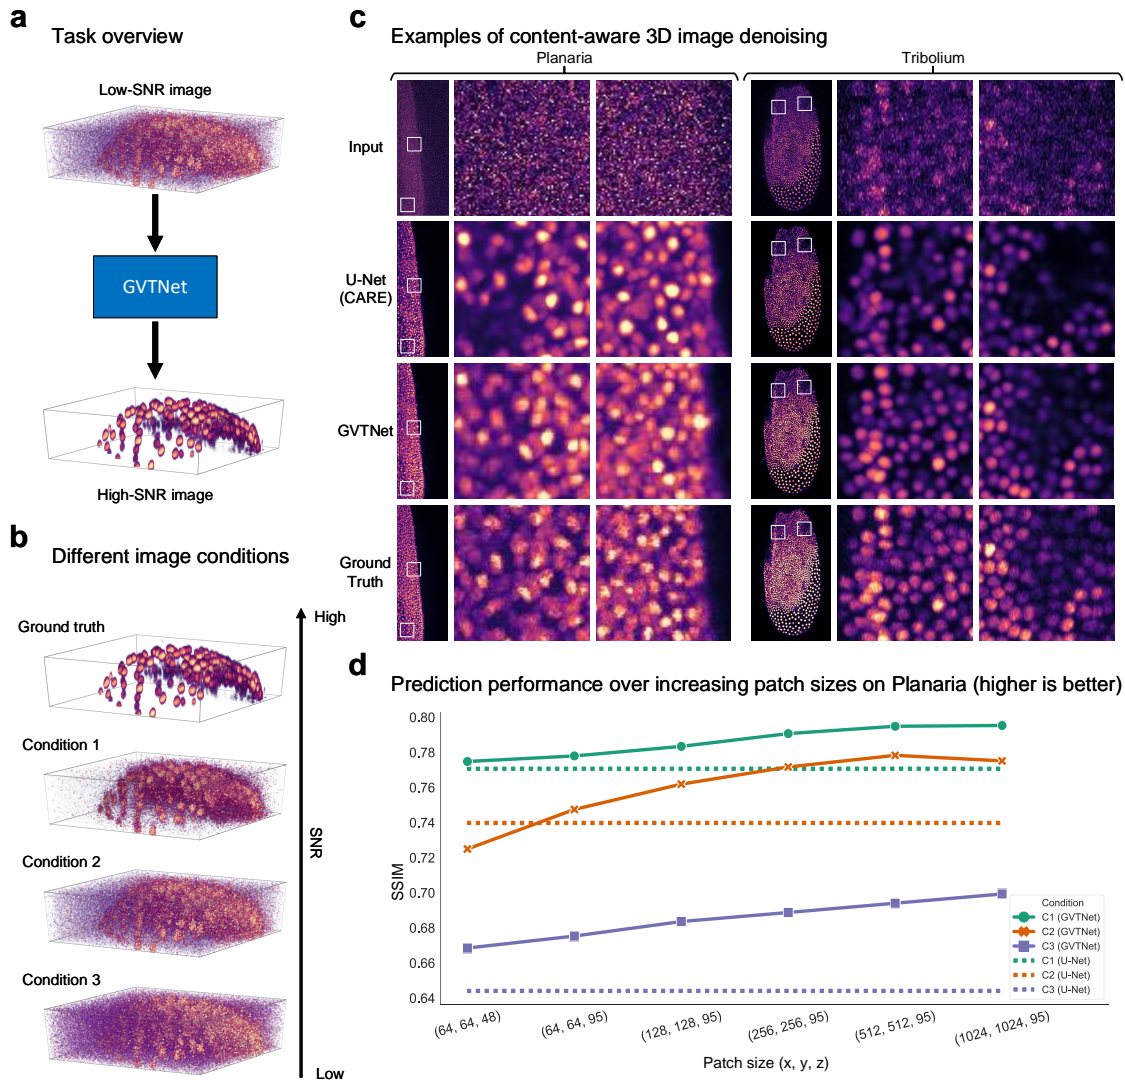 a
Task overview
Low-SNR image
GVTNet
High-SNR image
b
Different image conditions
High
Ground truth
Condition 1
SNR
Condition 2
Condition 3
Low
c
Examples of content-aware 3D image denoising
Planaria
Tribolium
Input
U-Net
(CARE)
GVTNet
Ground
Truth
d
Prediction performance over increasing patch sizes on Planaria (higher is better)
SSIM
0.80
0.78
0.76
0.74
0.72
0.70
0.68
0.66
0.64
Condition
C1 (GVTNet)
C2 (GVTNet)
C3 (GVTNet)
C1 (U-Net)
C2 (U-Net)
C3 (U-Net)
(64, 64, 48)
(64, 64, 95)
(128, 128, 95)
(256, 256, 95)
(512, 512, 95)
(1024, 1024, 95)
Patch size (x, y, z)